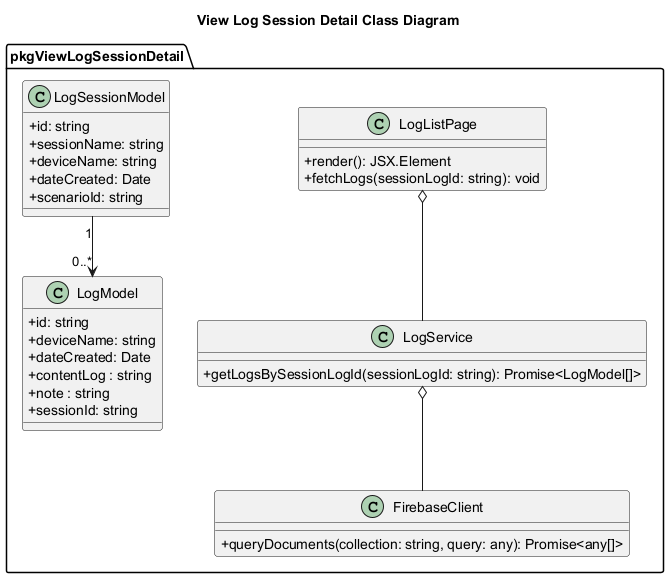 View Log Session Detail Class Diagram
pkgViewLogSessionDetail
C LogSessionModel
+id: string
+sessionName: string
+deviceName: string
+dateCreated: Date
+scenarioId: string
1
0..*
C LogModel
+id: string
+deviceName: string
+dateCreated: Date
+contentLog : string
+note : string
+sessionId: string
C LogListPage
+render(): JSX.Element
+fetchLogs(sessionLogId: string): void
C LogService
+getLogsBySessionLogId(sessionLogId: string): Promise<LogModel[]>
C FirebaseClient
+queryDocuments(collection: string, query: any): Promise<any[]>